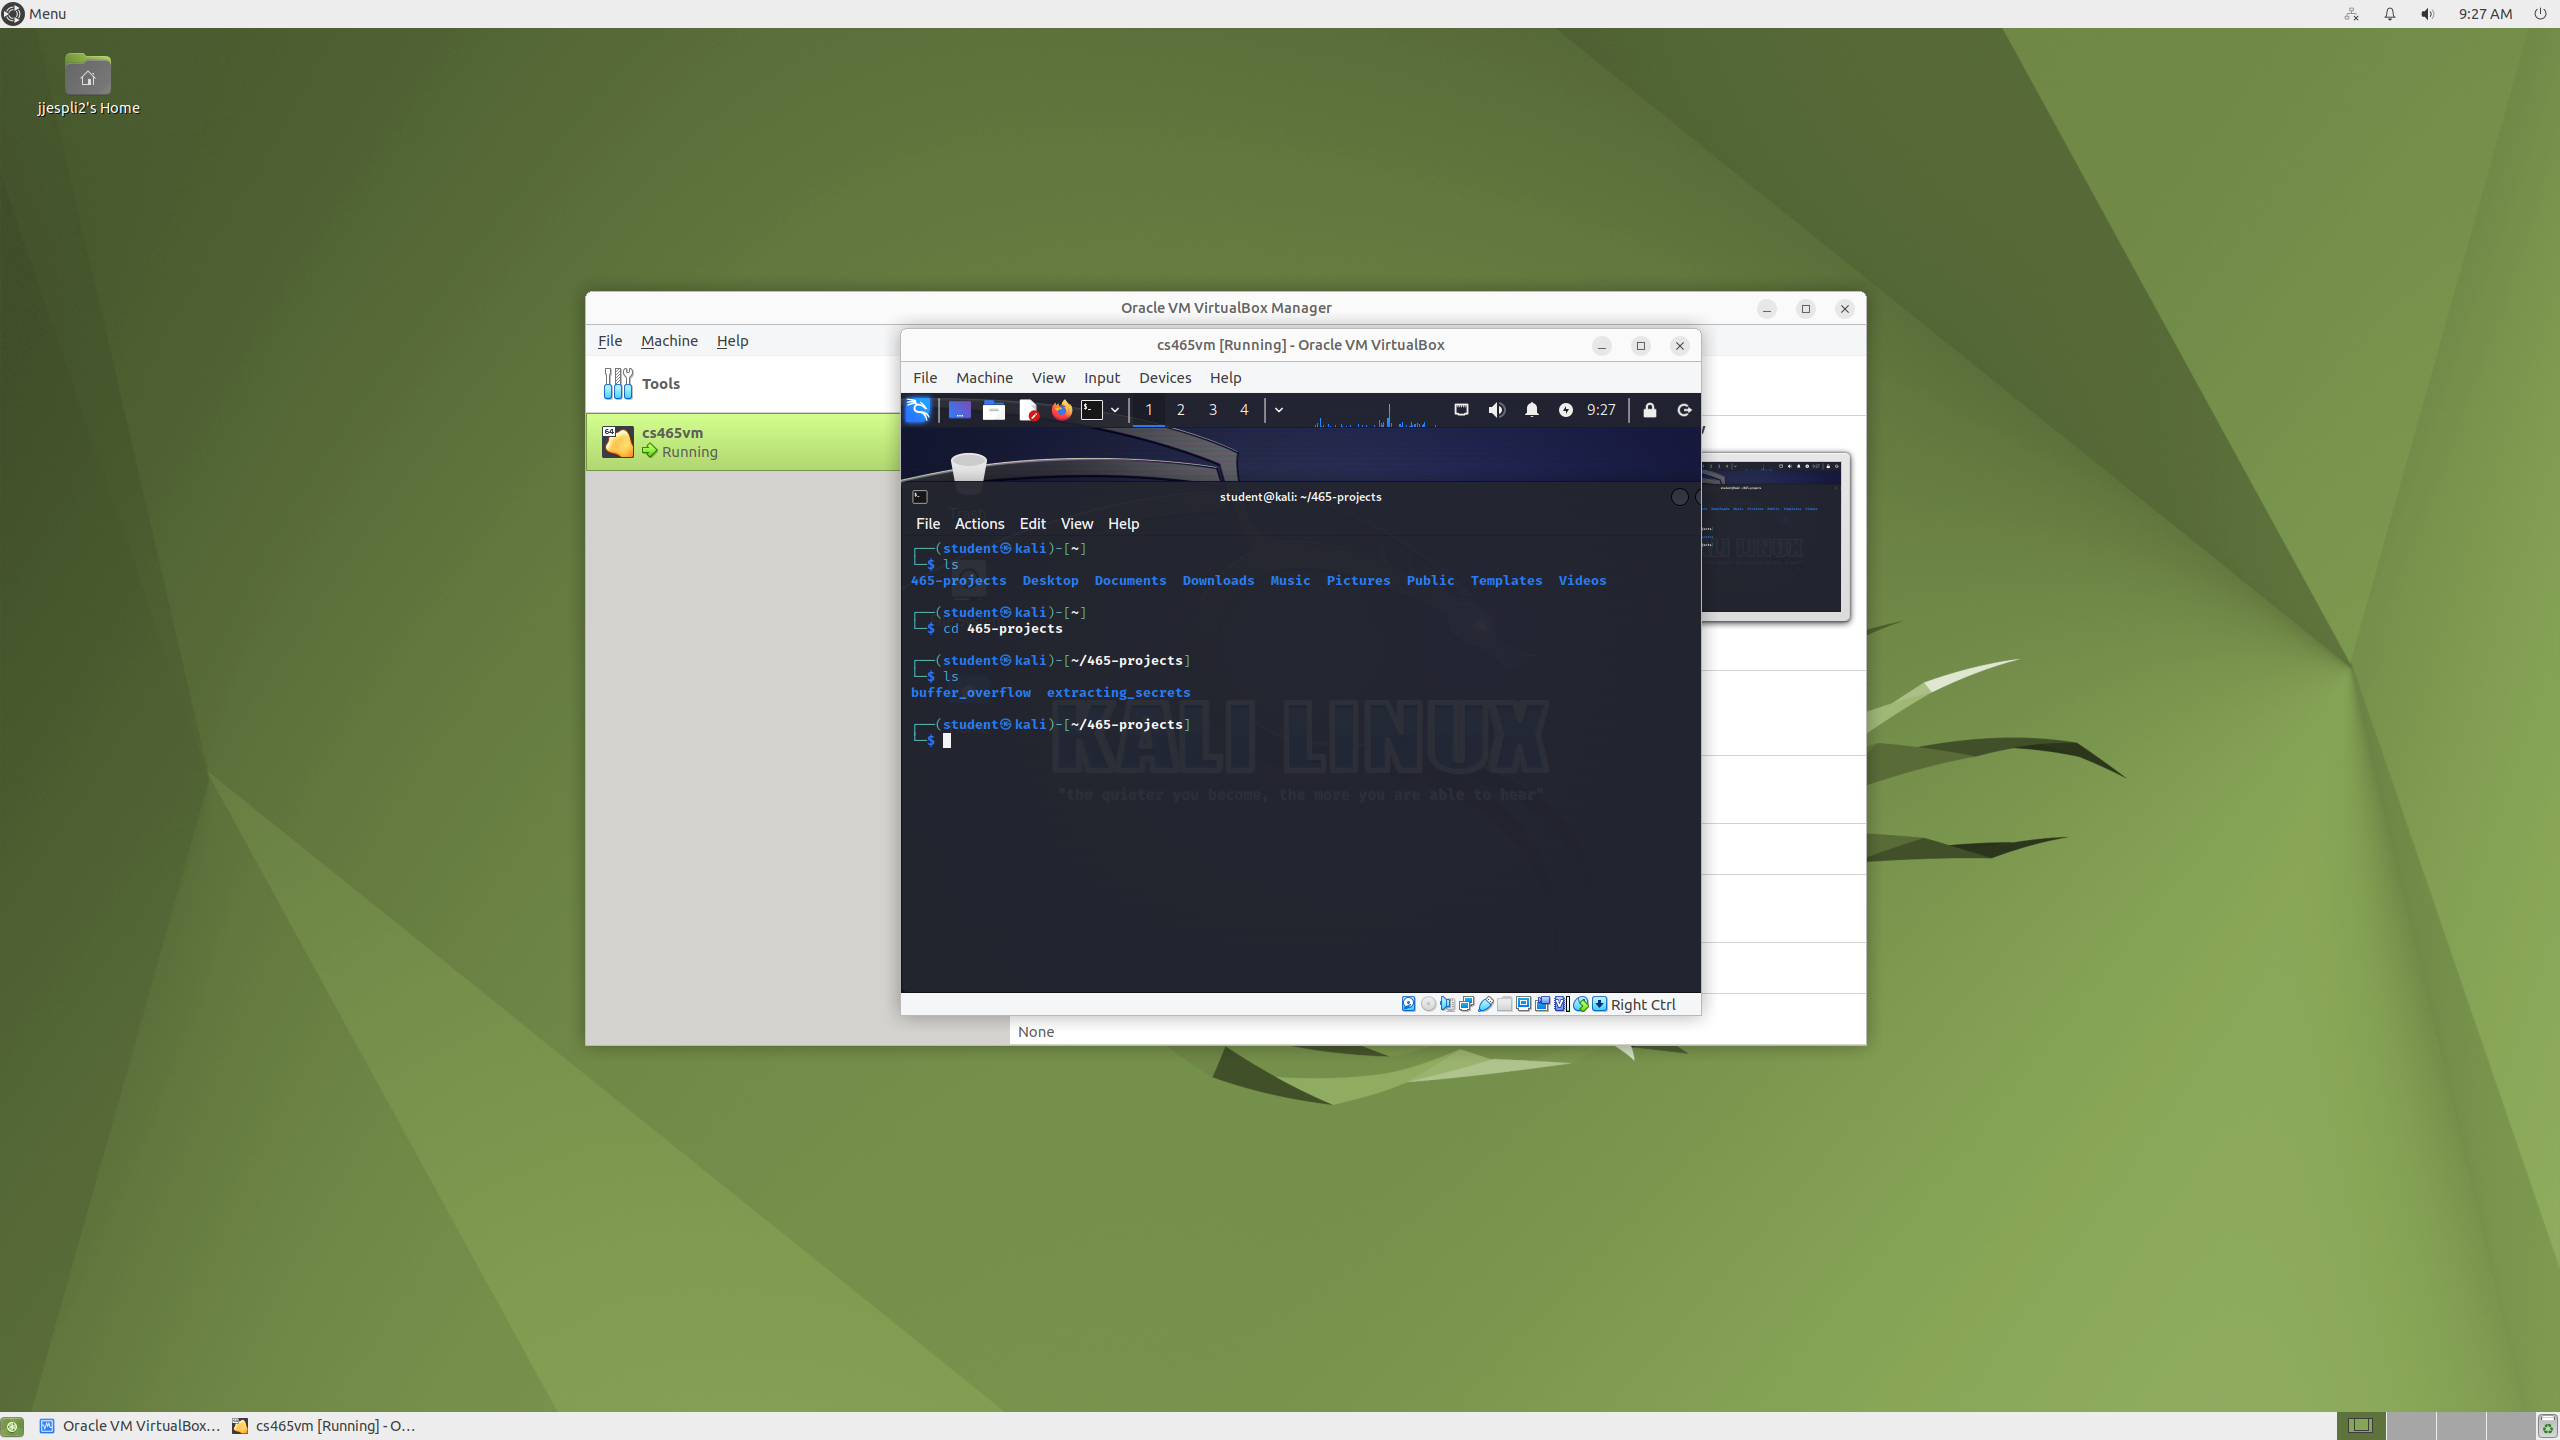 Menu
9:27 AM
jjespli2's Home
Oracle VM VirtualBox Manager
File Machine Help
Tools
64
cs465vm
Running
cs465vm [Running] - Oracle VM VirtualBox
File Machine View Input Devices Help
1 2 3 4
9:27
student@kali: ~/465-projects
File Actions Edit View Help
┌──(student㉿kali)-[~]
└─$ ls
465-projects Desktop Documents Downloads Music Pictures Public Templates Videos
┌──(student㉿kali)-[~]
└─$ cd 465-projects
┌──(student㉿kali)-[~/465-projects]
└─$ ls
buffer_overflow extracting_secrets
┌──(student㉿kali)-[~/465-projects]
└─$
KALI LINUX
"the quieter you become, the more you are able to hear"
Right Ctrl
None
Oracle VM VirtualBox...
cs465vm [Running] - O...